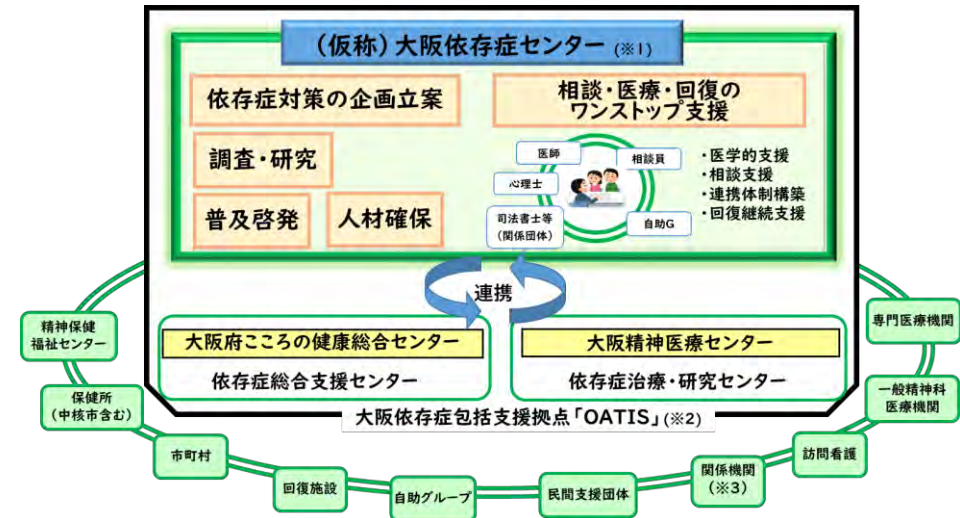 (仮称)大阪依存症センター(※1)
依存症対策の企画立案
調査・研究
普及啓発
人材確保
相談・医療・回復の
ワンストップ支援
医師
相談員
心理士
司法書士等
(関係団体)
自助G
・医学的支援
・相談支援
・連携体制構築
・回復継続支援
連携
大阪府こころの健康総合センター
依存症総合支援センター
大阪精神医療センター
依存症治療・研究センター
大阪依存症包括支援拠点「OATIS」(※2)
精神保健
福祉センター
保健所
(中核市含む)
市町村
回復施設
自助グループ
民間支援団体
関係機関
(※3)
訪問看護
一般精神科
医療機関
専門医療機関